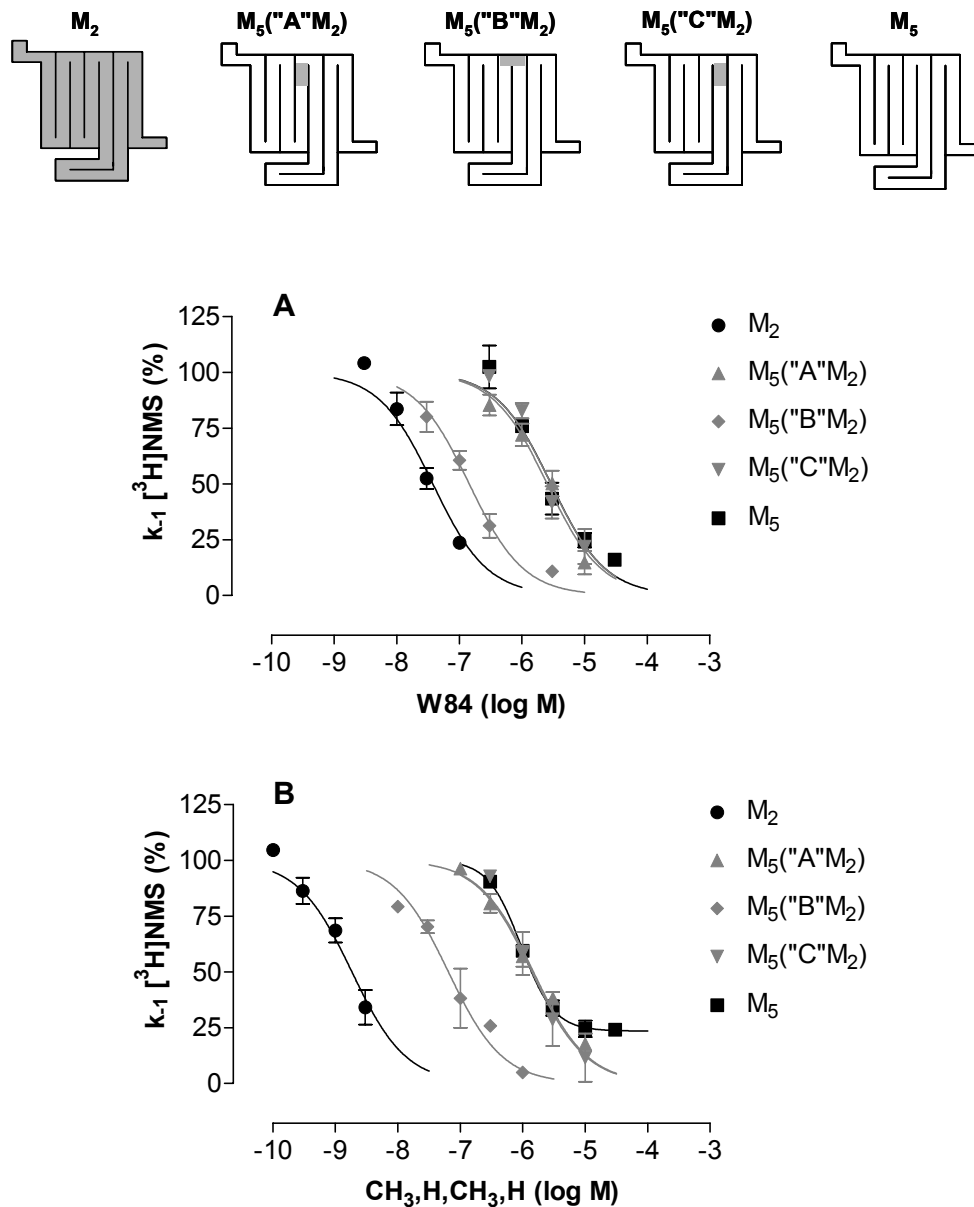 M₂
M₅("A"M₂)
M₅("B"M₂)
M₅("C"M₂)
M₅
A
k₋₁ [³H]NMS (%)
125
100
75
50
25
0
-10 -9 -8 -7 -6 -5 -4 -3
W84 (log M)
M₂
M₅("A"M₂)
M₅("B"M₂)
M₅("C"M₂)
M₅
B
k₋₁ [³H]NMS (%)
125
100
75
50
25
0
-10 -9 -8 -7 -6 -5 -4 -3
CH₃,H,CH₃,H (log M)
M₂
M₅("A"M₂)
M₅("B"M₂)
M₅("C"M₂)
M₅